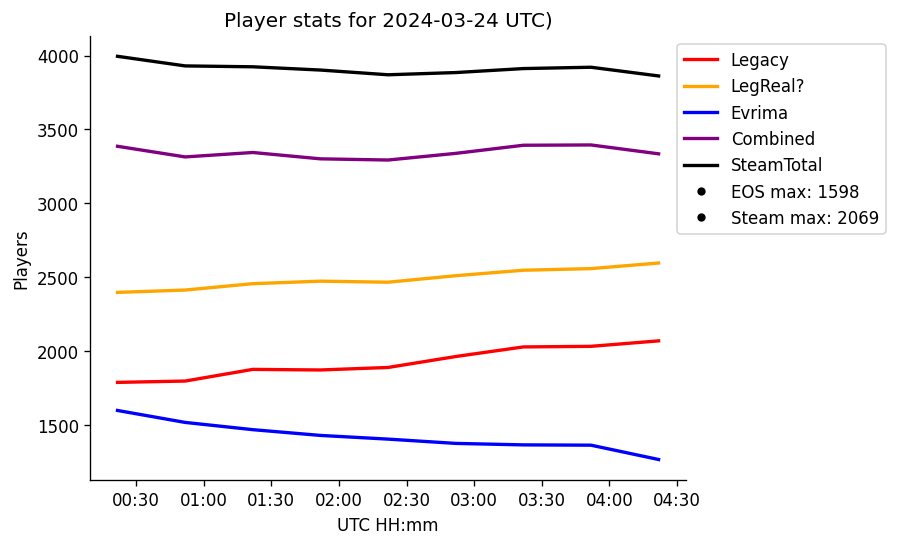 Player stats for 2024-03-24 UTC)
4000
3500
3000
2500
2000
1500
Players
00:30 01:00 01:30 02:00 02:30 03:00 03:30 04:00 04:30
UTC HH:mm
Legacy
LegReal?
Evrima
Combined
SteamTotal
EOS max: 1598
Steam max: 2069